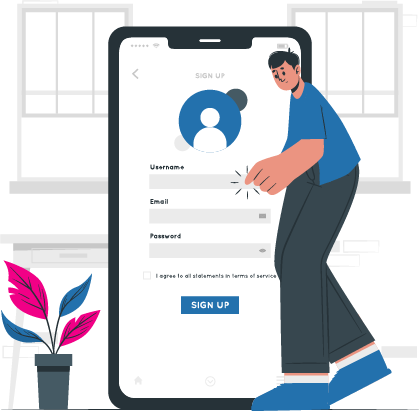 SIGN UP
Username
Email
Password
I agree to all statements in terms of service
SIGN UP